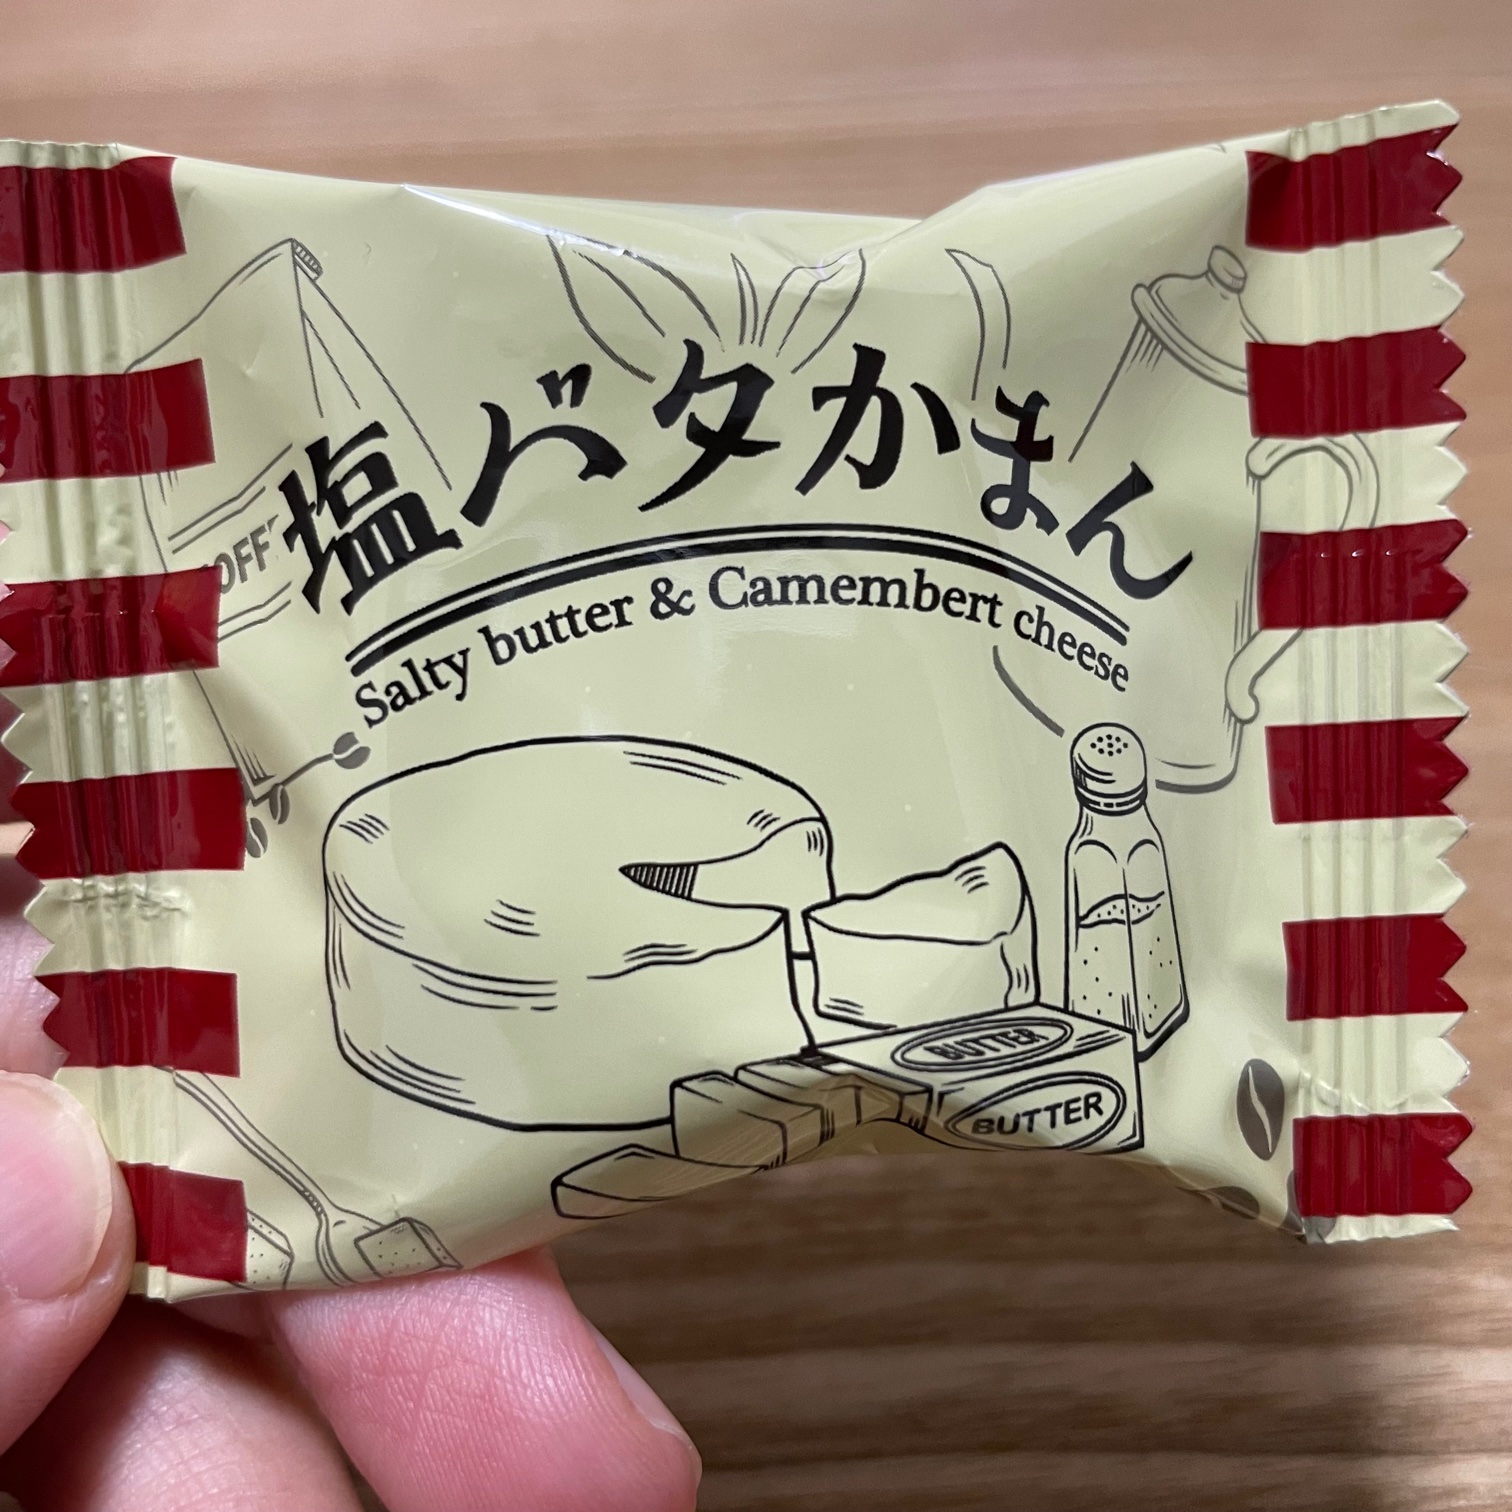 塩バタかまん
Salty butter & Camembert cheese
BUTTER
BUTTER